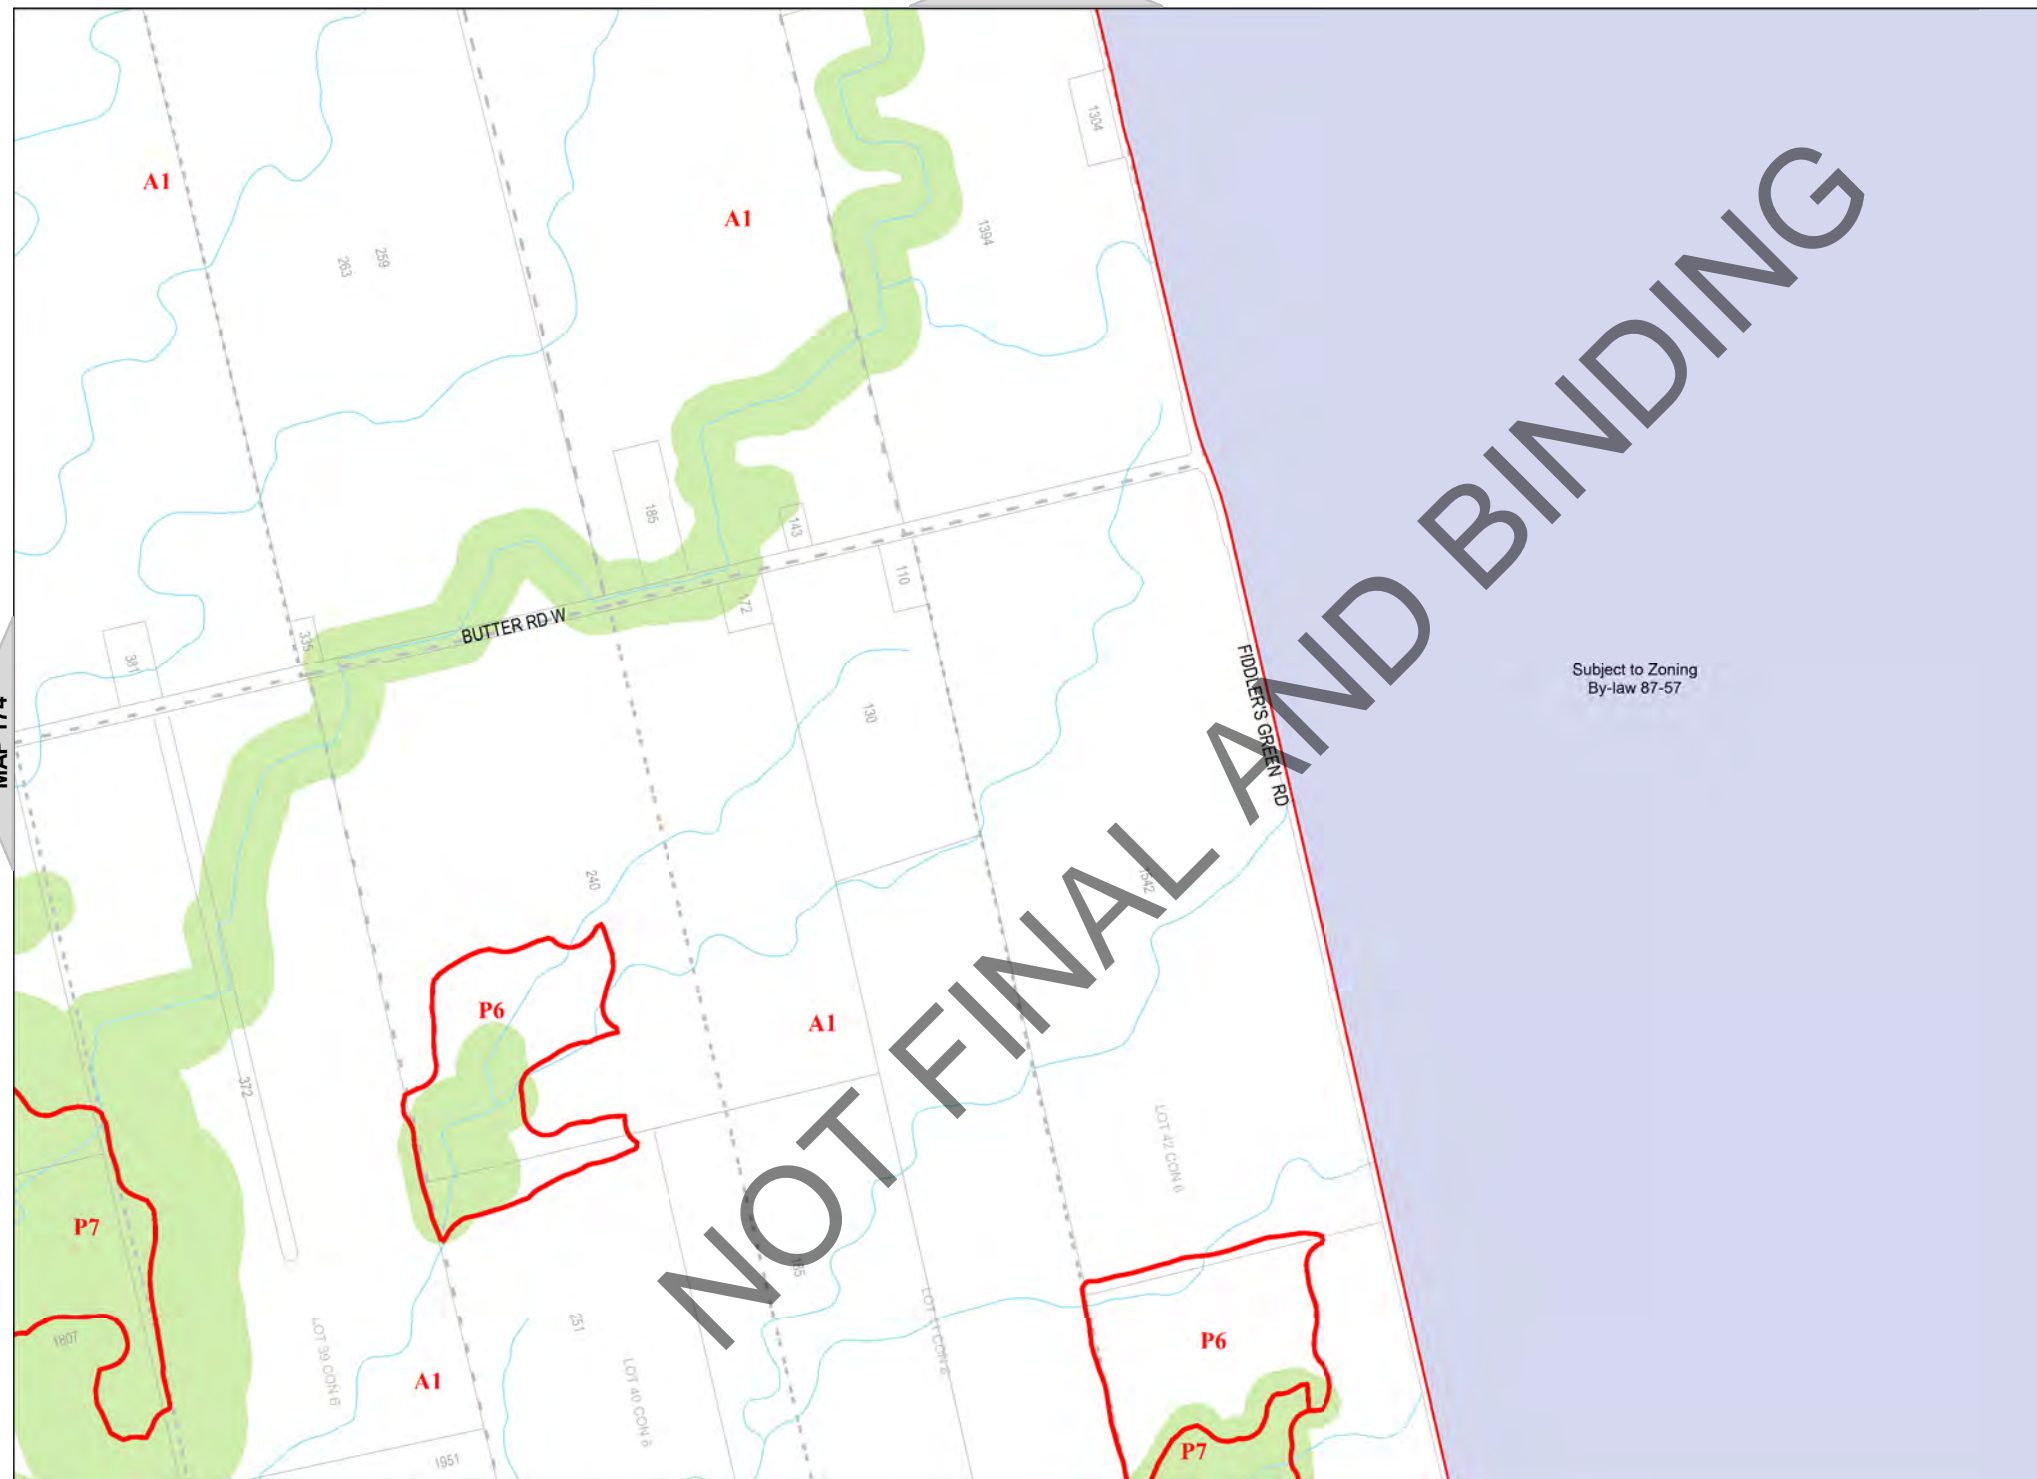 1304
A1
A1
1394
259
263
185
143
110
172
BUTTER RD W
335
381
130
FIDDLER'S GREEN RD
Subject to Zoning
By-law 87-57
240
1542
P6
A1
372
LOT 42 CON 6
P7
1807
LOT 39 CON 6
A1
251
LOT 40 CON 6
P6
P7
1951
NOT FINAL AND BINDING